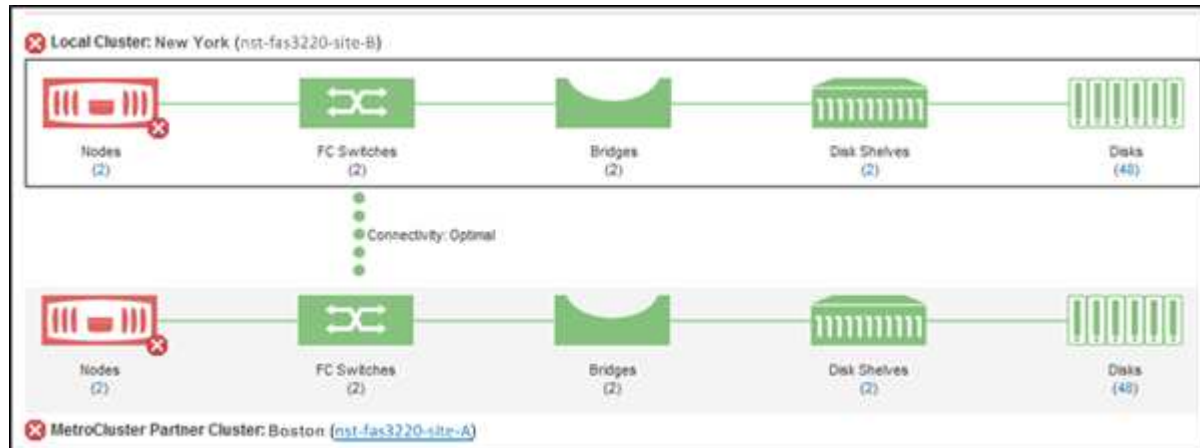 Local Cluster: New York (nst-fas3220-site-B)
Nodes FC Switches Bridges Disk Shelves Disks
(2) (2) (2) (2) (48)
Connectivity: Optimal
Nodes FC Switches Bridges Disk Shelves Disks
(2) (2) (2) (2) (48)
MetroCluster Partner Cluster: Boston (nst-fas3220-site-A)